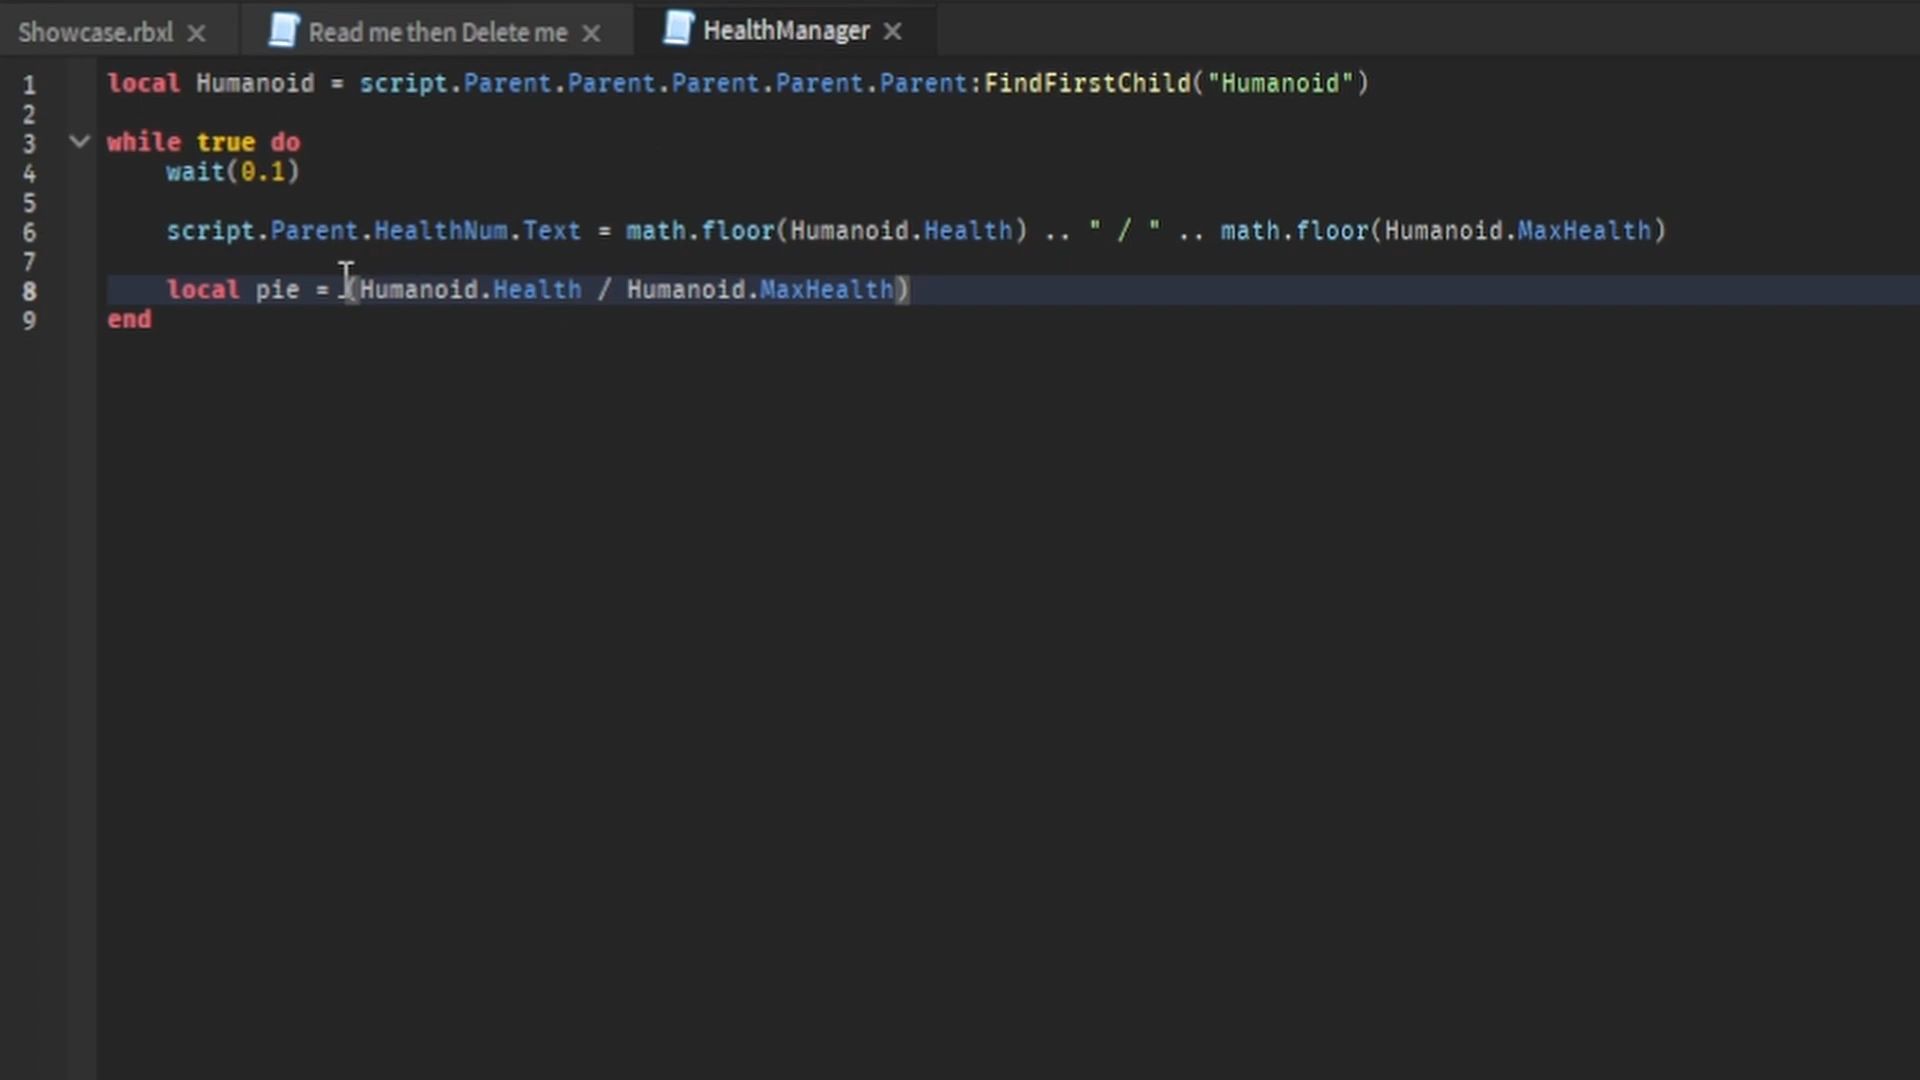 Showcase.rbxl × Read me then Delete me × HealthManager ×
1 local Humanoid = script.Parent.Parent.Parent.Parent.Parent:FindFirstChild("Humanoid")
2
3 while true do
4 wait(0.1)
5
6 script.Parent.HealthNum.Text = math.floor(Humanoid.Health) .. " / " .. math.floor(Humanoid.MaxHealth)
7
8 local pie = (Humanoid.Health / Humanoid.MaxHealth)
9 end